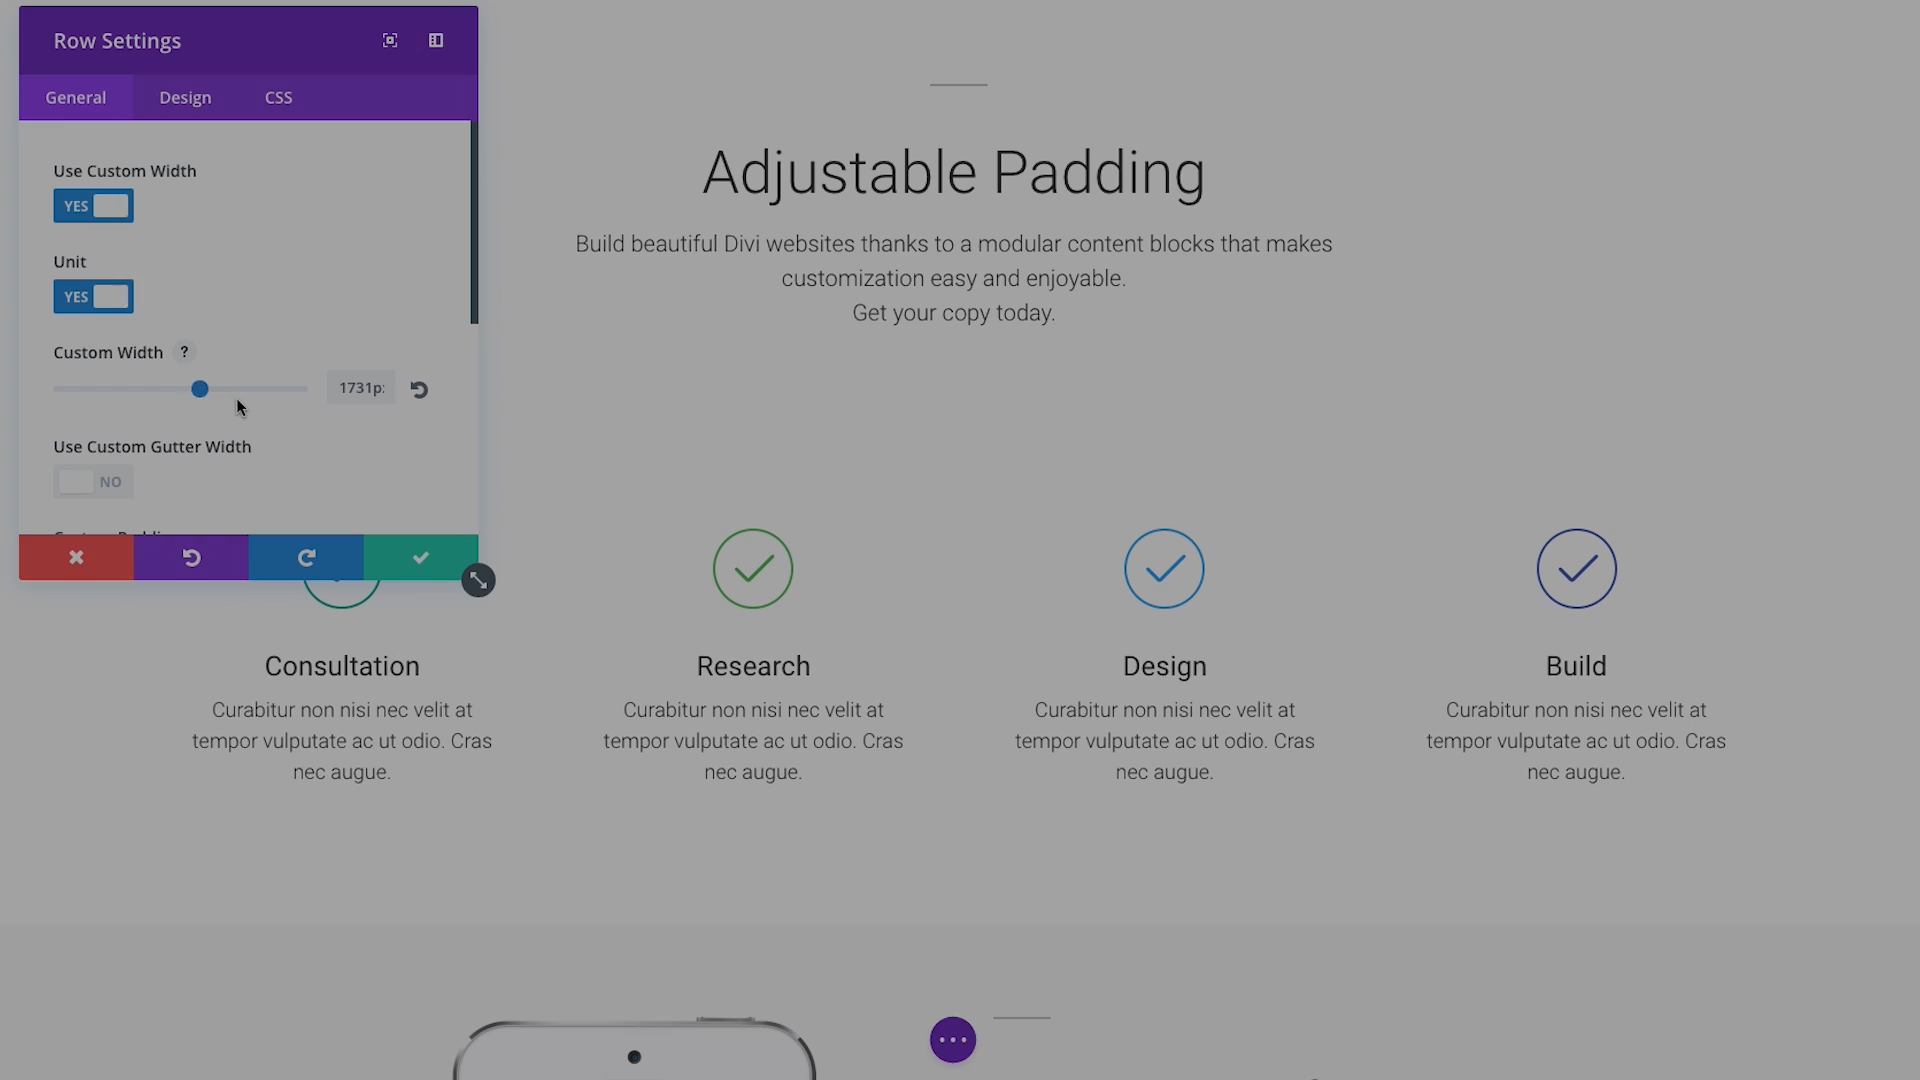 Row Settings
General Design CSS
Use Custom Width
YES
Unit
YES
Custom Width ?
1731p:
Use Custom Gutter Width
NO
Adjustable Padding
Build beautiful Divi websites thanks to a modular content blocks that makes
customization easy and enjoyable.
Get your copy today.
Consultation
Curabitur non nisi nec velit at
tempor vulputate ac ut odio. Cras
nec augue.
Research
Curabitur non nisi nec velit at
tempor vulputate ac ut odio. Cras
nec augue.
Design
Curabitur non nisi nec velit at
tempor vulputate ac ut odio. Cras
nec augue.
Build
Curabitur non nisi nec velit at
tempor vulputate ac ut odio. Cras
nec augue.